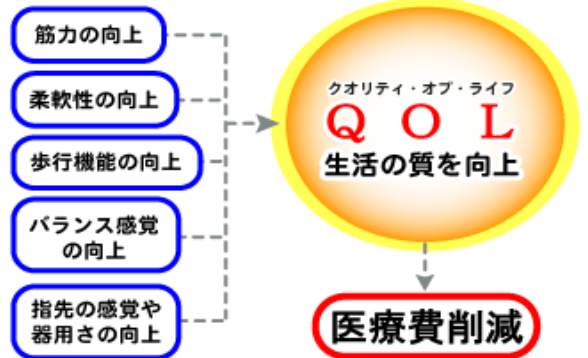 筋力の向上
柔軟性の向上
歩行機能の向上
バランス感覚
の向上
指先の感覚や
器用さの向上
クオリティ・オブ・ライフ
QOL
生活の質を向上
医療費削減